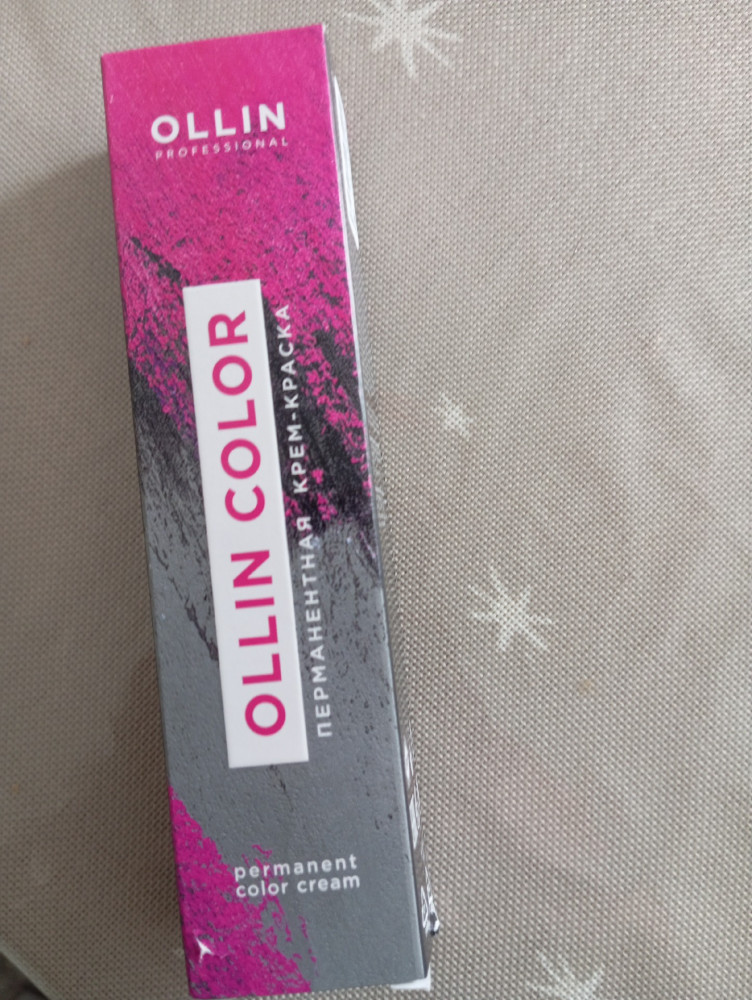 OLLIN
PROFESSIONAL
OLLIN COLOR
ПЕРМАНЕНТНАЯ КРЕМ-КРАСКА
permanent
color cream